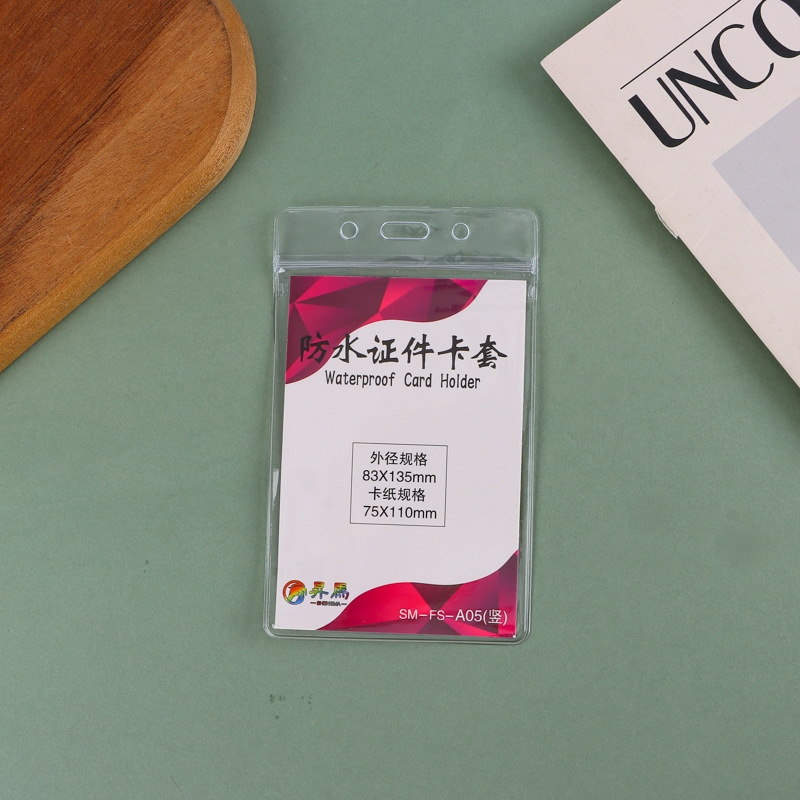 UNCO
防水证件卡套
Waterproof Card Holder
外径规格
83X135mm
卡纸规格
75X110mm
昇馬
SM-FS-A05(竖)